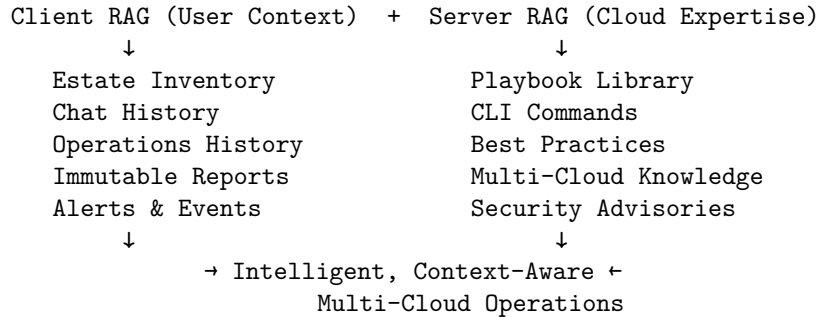 Client RAG (User Context)  +  Server RAG (Cloud Expertise)
↓                              ↓
Estate Inventory              Playbook Library
Chat History                  CLI Commands
Operations History            Best Practices
Immutable Reports             Multi-Cloud Knowledge
Alerts & Events               Security Advisories
↓                              ↓
→ Intelligent, Context-Aware ←
Multi-Cloud Operations